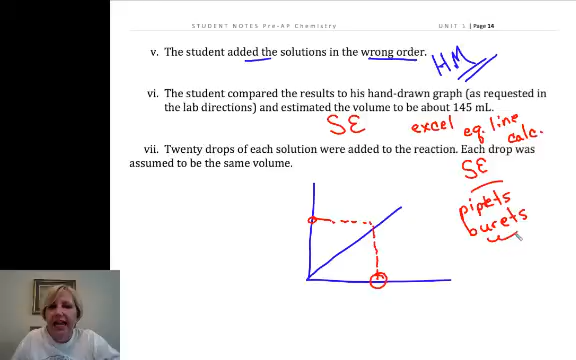 STUDENT NOTES Pre-AP Chemistry UNIT 1 | Page 14
v. The student added the solutions in the wrong order. HM
vi. The student compared the results to his hand-drawn graph (as requested in
the lab directions) and estimated the volume to be about 145 mL.
SE excel eq. line
calc.
vii. Twenty drops of each solution were added to the reaction. Each drop was
assumed to be the same volume.
SE
pipets
burets